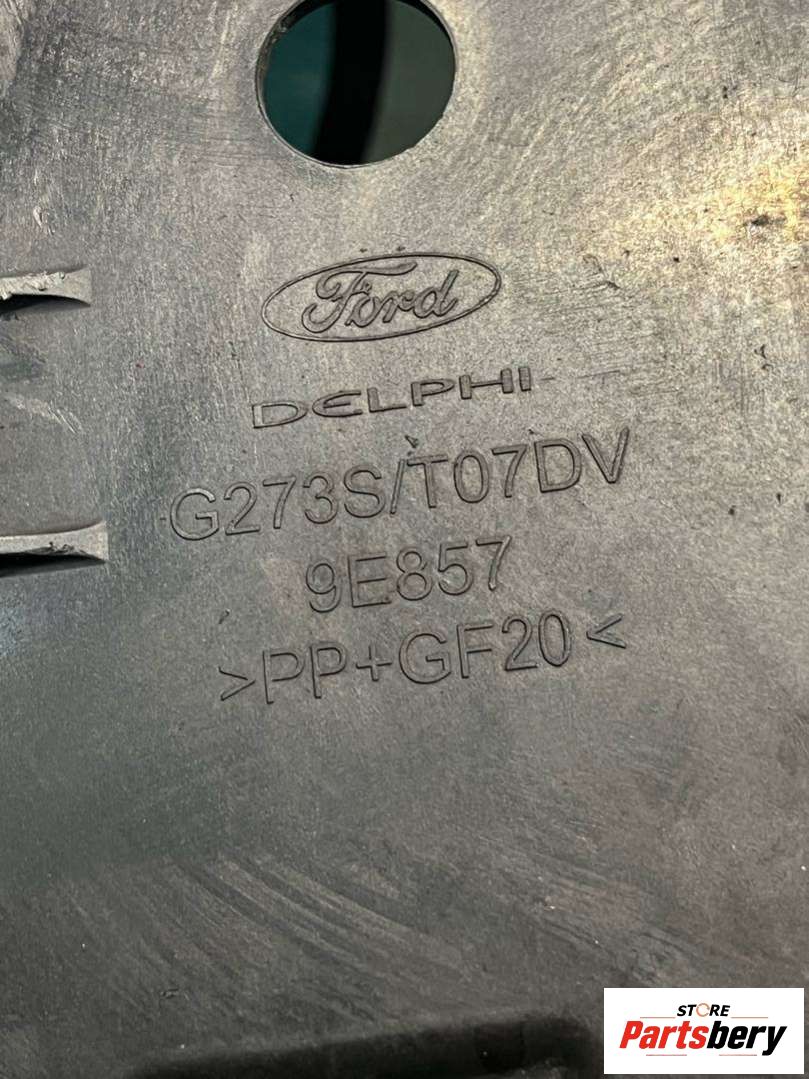 Ford
DELPHI
G273S/T07DV
9E857
>PP+GF20<
STORE
Partsbery